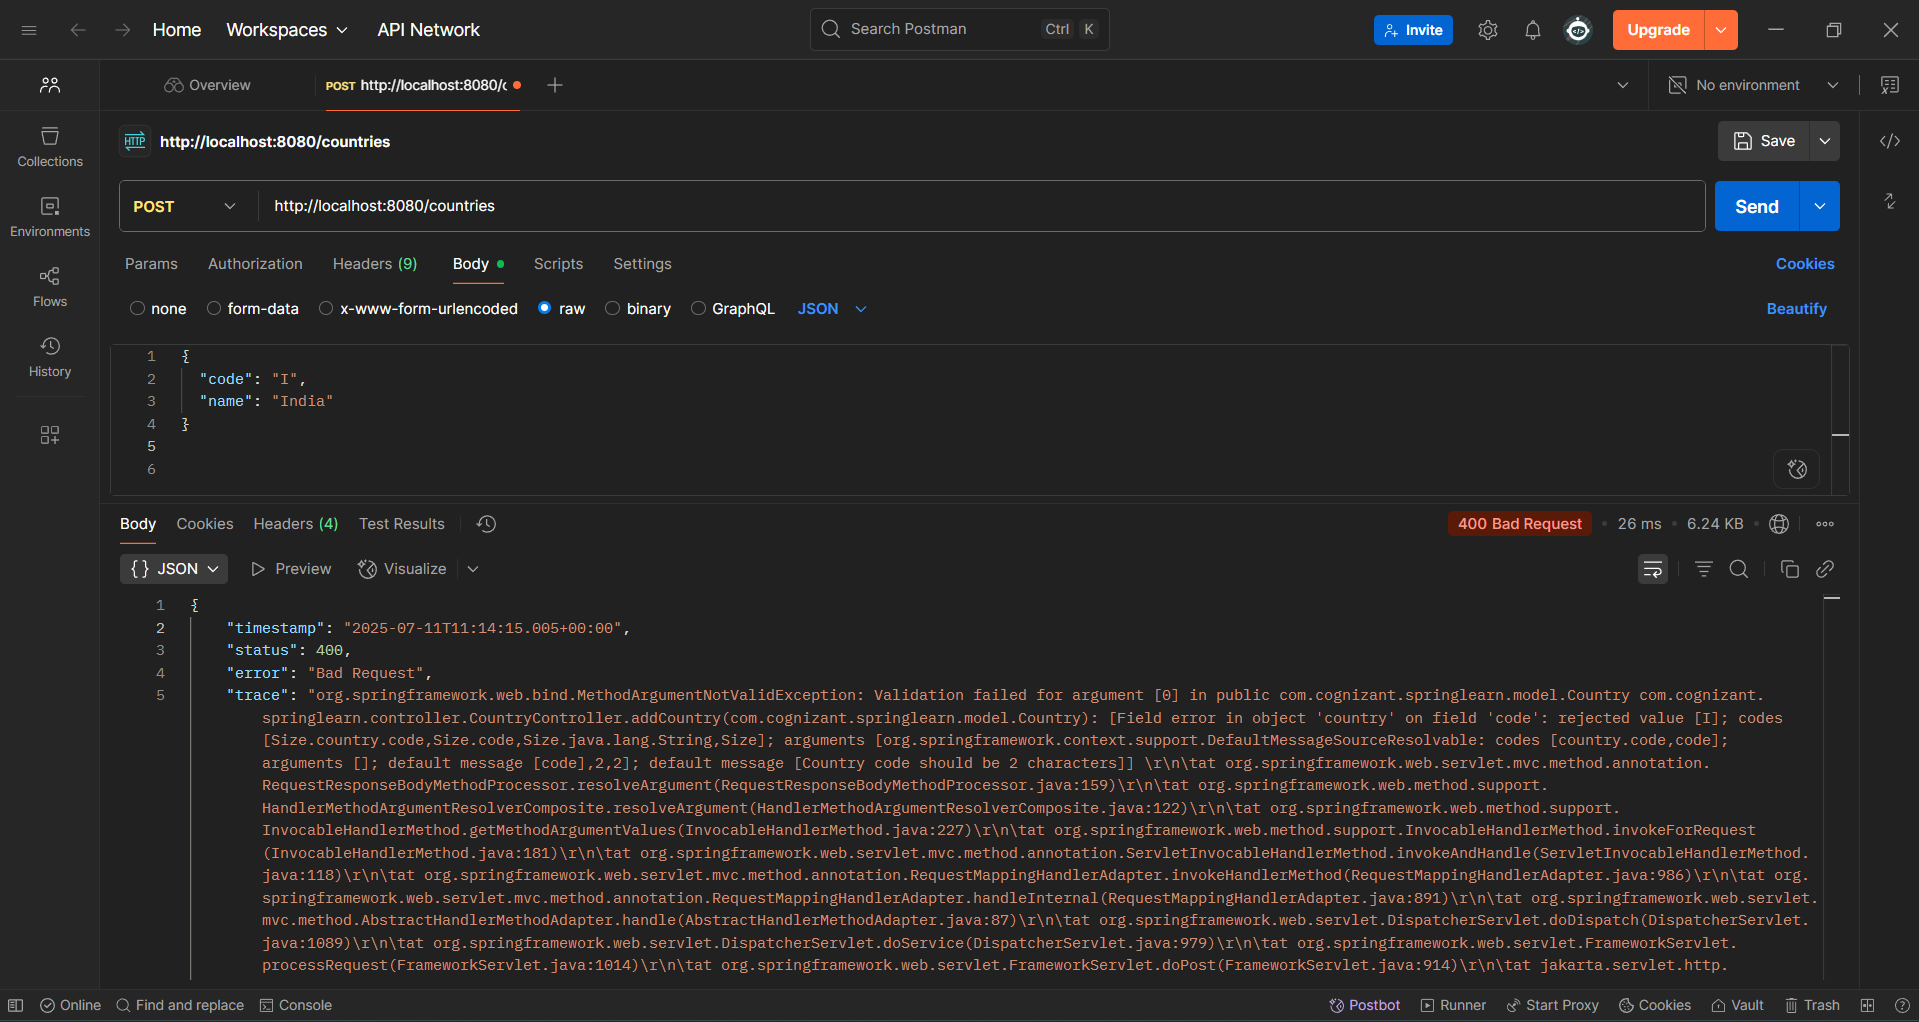 Home Workspaces API Network Search Postman Ctrl K Invite Upgrade
Overview POST http://localhost:8080/c No environment
HTTP http://localhost:8080/countries Save
Collections
Environments
Flows
History
POST http://localhost:8080/countries Send
Params Authorization Headers (9) Body Scripts Settings Cookies
none form-data x-www-form-urlencoded raw binary GraphQL JSON Beautify
1 {
2 "code": "I",
3 "name": "India"
4 }
5
6
Body Cookies Headers (4) Test Results 400 Bad Request • 26 ms • 6.24 KB
{} JSON Preview Visualize
1 {
2 "timestamp": "2025-07-11T11:14:15.005+00:00",
3 "status": 400,
4 "error": "Bad Request",
5 "trace": "org.springframework.web.bind.MethodArgumentNotValidException: Validation failed for argument [0] in public com.cognizant.springlearn.model.Country com.cognizant.
springlearn.controller.CountryController.addCountry(com.cognizant.springlearn.model.Country): [Field error in object 'country' on field 'code': rejected value [I]; codes
[Size.country.code,Size.code,Size.java.lang.String,Size]; arguments [org.springframework.context.support.DefaultMessageSourceResolvable: codes [country.code,code];
arguments []; default message [code],2,2]; default message [Country code should be 2 characters]] \r\n\tat org.springframework.web.servlet.mvc.method.annotation.
RequestResponseBodyMethodProcessor.resolveArgument(RequestResponseBodyMethodProcessor.java:159)\r\n\tat org.springframework.web.method.support.
HandlerMethodArgumentResolverComposite.resolveArgument(HandlerMethodArgumentResolverComposite.java:122)\r\n\tat org.springframework.web.method.support.
InvocableHandlerMethod.getMethodArgumentValues(InvocableHandlerMethod.java:227)\r\n\tat org.springframework.web.method.support.InvocableHandlerMethod.invokeForRequest
(InvocableHandlerMethod.java:181)\r\n\tat org.springframework.web.servlet.mvc.method.annotation.ServletInvocableHandlerMethod.invokeAndHandle(ServletInvocableHandlerMethod.
java:118)\r\n\tat org.springframework.web.servlet.mvc.method.annotation.RequestMappingHandlerAdapter.invokeHandlerMethod(RequestMappingHandlerAdapter.java:986)\r\n\tat org.
springframework.web.servlet.mvc.method.annotation.RequestMappingHandlerAdapter.handleInternal(RequestMappingHandlerAdapter.java:891)\r\n\tat org.springframework.web.servlet.
mvc.method.AbstractHandlerMethodAdapter.handle(AbstractHandlerMethodAdapter.java:87)\r\n\tat org.springframework.web.servlet.DispatcherServlet.doDispatch(DispatcherServlet.
java:1089)\r\n\tat org.springframework.web.servlet.DispatcherServlet.doService(DispatcherServlet.java:979)\r\n\tat org.springframework.web.servlet.FrameworkServlet.
processRequest(FrameworkServlet.java:1014)\r\n\tat org.springframework.web.servlet.FrameworkServlet.doPost(FrameworkServlet.java:914)\r\n\tat jakarta.servlet.http.
Online Find and replace Console Postbot Runner Start Proxy Cookies Vault Trash